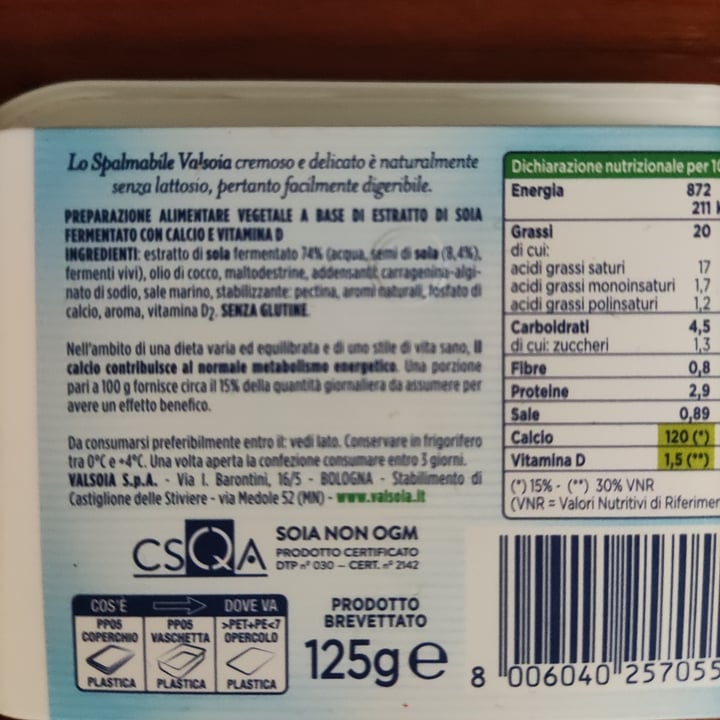 Lo Spalmabile Valsoia cremoso e delicato è naturalmente
senza lattosio, pertanto facilmente digeribile.
PREPARAZIONE ALIMENTARE VEGETALE A BASE DI ESTRATTO DI SOIA
FERMENTATO CON CALCIO E VITAMINA D
INGREDIENTI: estratto di soia fermentato 74% (acqua, semi di soia (8,4%),
fermenti vivi), olio di cocco, maltodestrine, addensanti: carragenina-algi-
nato di sodio, sale marino, stabilizzante: pectina, aromi naturali, fosfato di
calcio, aroma, vitamina D2. SENZA GLUTINE.
Nell'ambito di una dieta varia ed equilibrata e di uno stile di vita sano, il
calcio contribuisce al normale metabolismo energetico. Una porzione
pari a 100 g fornisce circa il 15% della quantità giornaliera da assumere per
avere un effetto benefico.
Da consumarsi preferibilmente entro il: vedi lato. Conservare in frigorifero
tra 0°C e +4°C. Una volta aperta la confezione consumare entro 3 giorni.
VALSOIA S.p.A. - Via I. Barontini, 16/5 - BOLOGNA - Stabilimento di
Castiglione delle Stiviere - via Medole 52 (MN) - www.valsoia.it
CSQA
SOIA NON OGM
PRODOTTO CERTIFICATO
DTP n° 030 – CERT. n° 2142
COS'È DOVE VA
PP05 PP05 >PET+PE<7
COPERCHIO VASCHETTA OPERCOLO
PLASTICA PLASTICA PLASTICA
PRODOTTO
BREVETTATO
125g e
Dichiarazione nutrizionale per 10
Energia 872
211 k
Grassi 20
di cui:
acidi grassi saturi 17
acidi grassi monoinsaturi 1,7
acidi grassi polinsaturi 1,2
Carboidrati 4,5
di cui: zuccheri 1,3
Fibre 0,8
Proteine 2,9
Sale 0,89
Calcio 120 (*)
Vitamina D 1,5 (**)
(*) 15% - (**) 30% VNR
(VNR = Valori Nutritivi di Riferimen
8 006040 257055